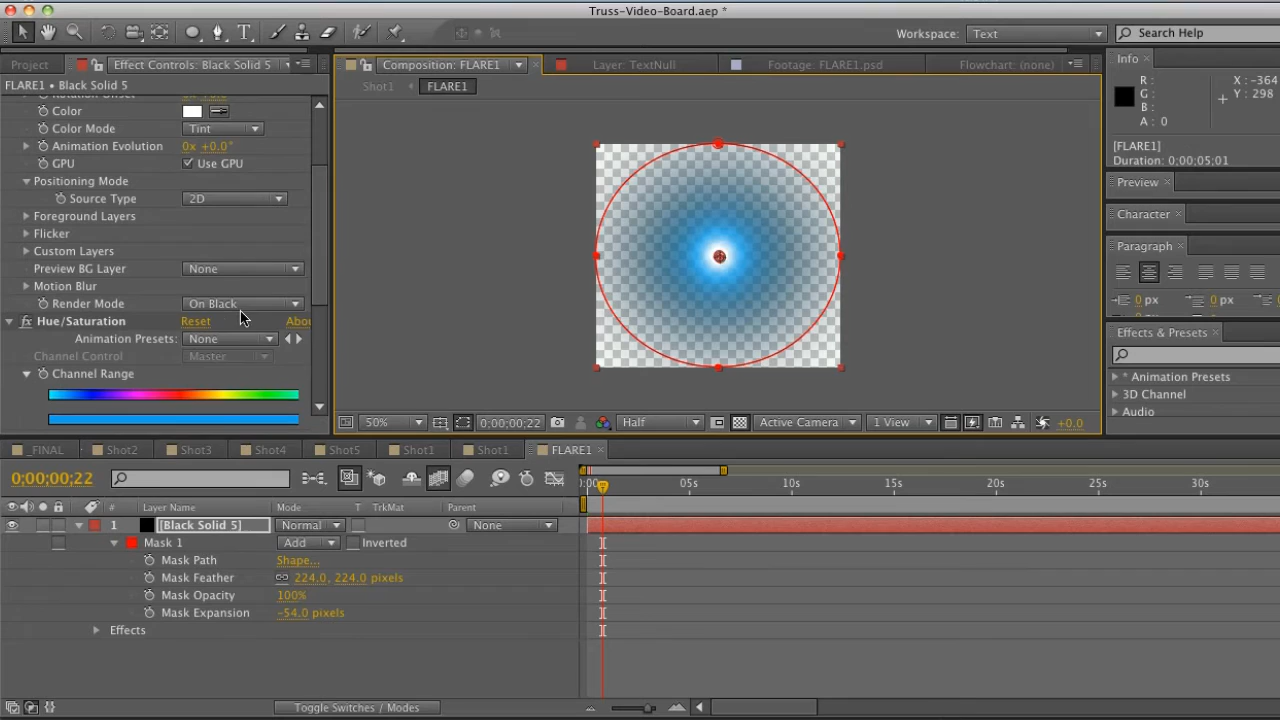 Truss-Video-Board.aep *
Workspace: Text
Search Help
Project
Effect Controls: Black Solid 5
Composition: FLARE1
Layer: TextNull
Footage: FLARE1.psd
Flowchart: (none)
Info
FLARE1 • Black Solid 5
Shot1
FLARE1
R :
G :
B :
A : 0
X : -364
Y : 298
Color
Color Mode
Tint
Animation Evolution
0x +0.0°
GPU
Use GPU
Positioning Mode
Source Type
2D
Foreground Layers
Flicker
Custom Layers
Preview BG Layer
None
Motion Blur
Render Mode
On Black
Hue/Saturation
Reset
Abou
Animation Presets:
None
Channel Control
Master
Channel Range
[FLARE1]
Duration: 0;00;05;01
Preview
Character
Paragraph
0 px
0 px
Effects & Presets
* Animation Presets
3D Channel
Audio
50%
0;00;00;22
Half
Active Camera
1 View
+0.0
_FINAL
Shot2
Shot3
Shot4
Shot5
Shot1
Shot1
FLARE1
0;00;00;22
):00s
05s
10s
15s
20s
25s
30s
#
Layer Name
Mode
T
TrkMat
Parent
1
[Black Solid 5]
Normal
None
Mask 1
Add
Inverted
Mask Path
Shape...
Mask Feather
224.0, 224.0 pixels
Mask Opacity
100%
Mask Expansion
-54.0 pixels
Effects
Toggle Switches / Modes